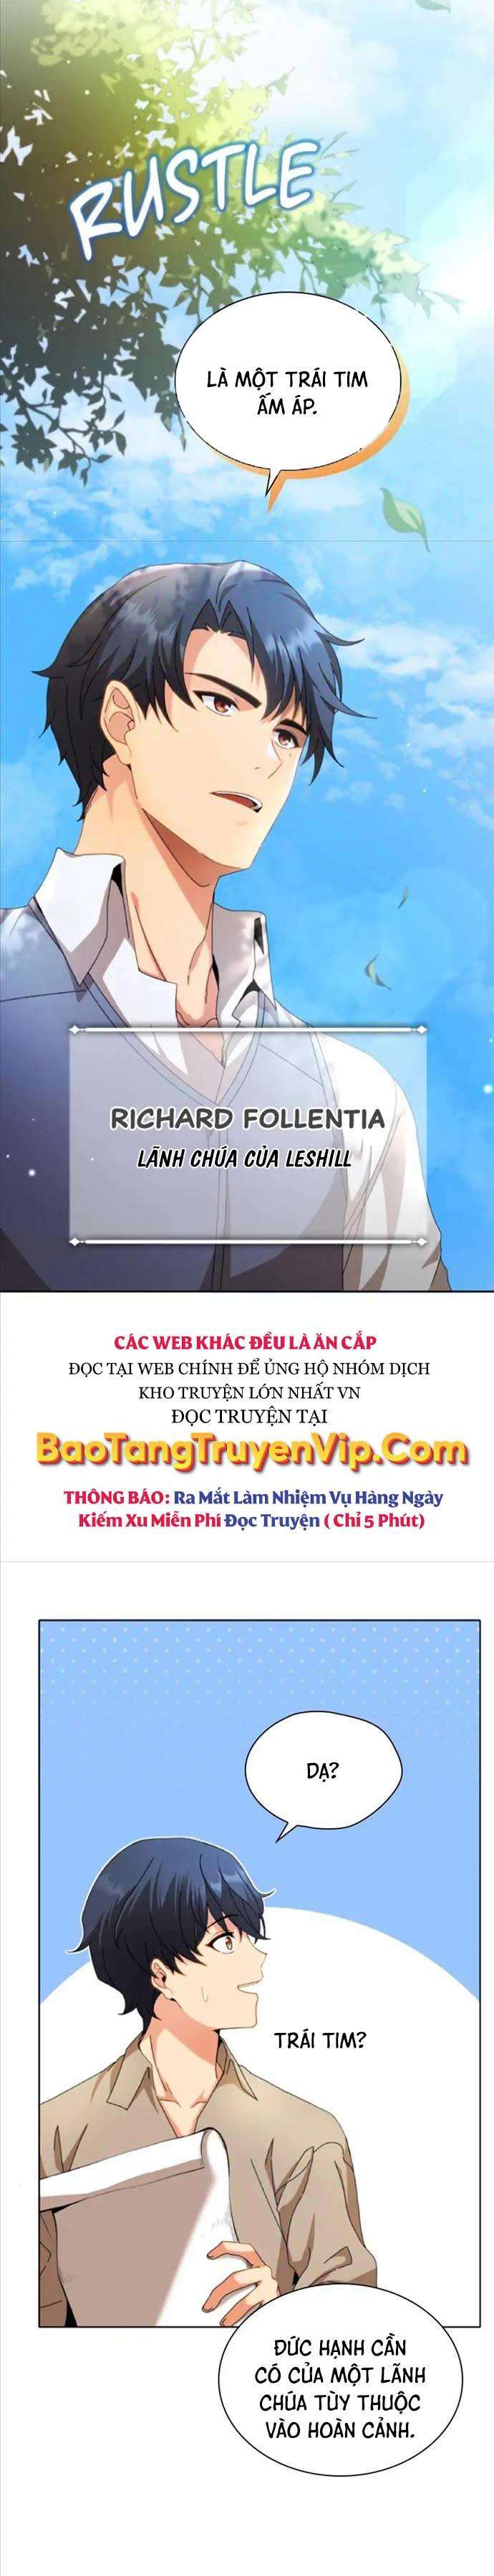 RUSTLE
LÀ MỘT TRÁI TIM
ẤM ÁP.
RICHARD FOLLENTIA
LÃNH CHÚA CỦA LESHILL
CÁC WEB KHÁC ĐỀU LÀ ĂN CẮP
ĐỌC TẠI WEB CHÍNH ĐỂ ỦNG HỘ NHÓM DỊCH
KHO TRUYỆN LỚN NHẤT VN
ĐỌC TRUYỆN TẠI
BaoTangTruyenVip.Com
THÔNG BÁO: Ra Mắt Làm Nhiệm Vụ Hàng Ngày
Kiếm Xu Miễn Phí Đọc Truyện ( Chỉ 5 Phút)
DẠ?
TRÁI TIM?
ĐỨC HẠNH CẦN
CÓ CỦA MỘT LÃNH
CHÚA TÙY THUỘC
VÀO HOÀN CẢNH.